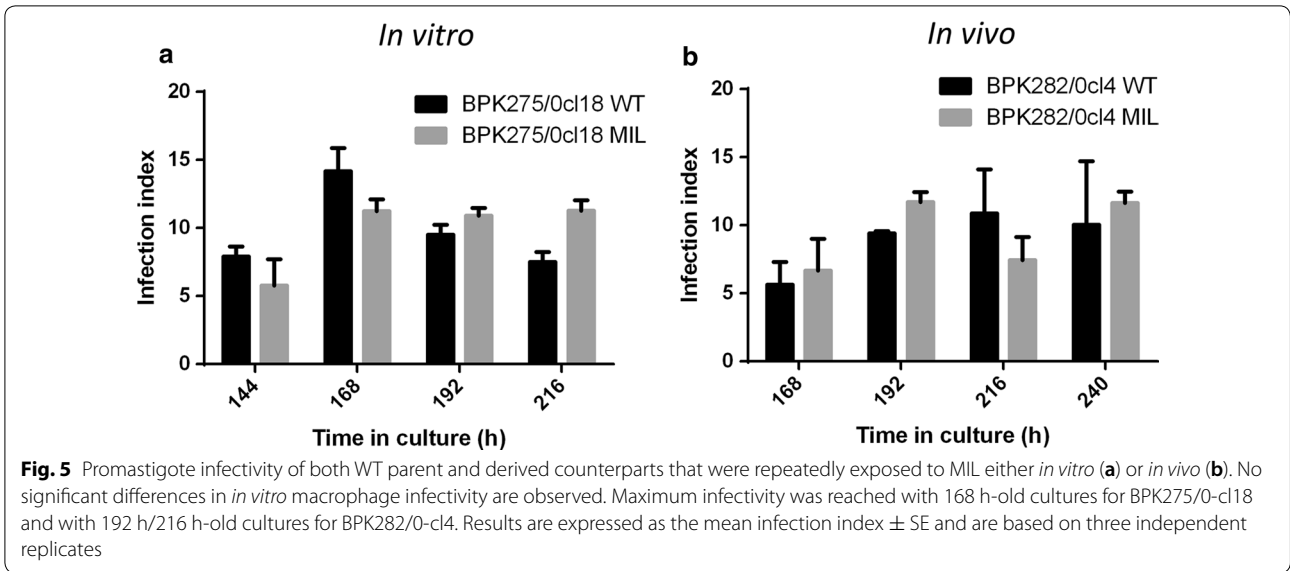 In vitro
a
20
15
10
5
0
Infection index
BPK275/0cl18 WT
BPK275/0cl18 MIL
144 168 192 216
Time in culture (h)
In vivo
b
20
15
10
5
0
Infection index
BPK282/0cl4 WT
BPK282/0cl4 MIL
168 192 216 240
Time in culture (h)
Fig. 5 Promastigote infectivity of both WT parent and derived counterparts that were repeatedly exposed to MIL either in vitro (a) or in vivo (b). No
significant differences in in vitro macrophage infectivity are observed. Maximum infectivity was reached with 168 h-old cultures for BPK275/0-cl18
and with 192 h/216 h-old cultures for BPK282/0-cl4. Results are expressed as the mean infection index ± SE and are based on three independent
replicates